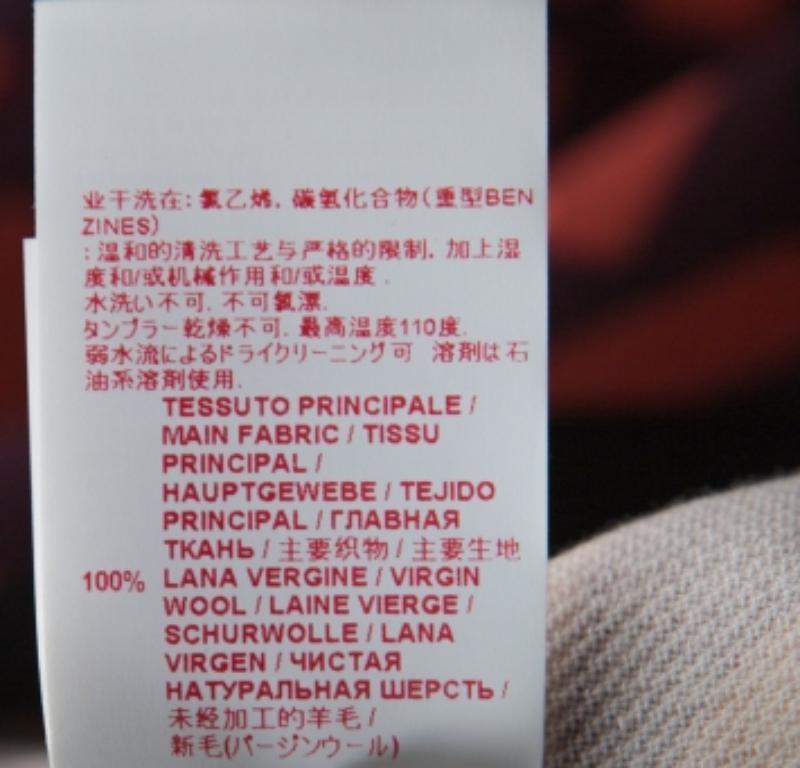 业干洗在: 氯乙烯, 碳氢化合物(重型BEN
ZINES)
: 温和的清洗工艺与严格的限制, 加上湿
度和/或机械作用和/或温度 .
水洗い不可, 不可氯漂.
タンブラー乾燥不可, 最高温度110度.
弱水流によるドライクリーニング可 溶剤は石
油系溶剤使用.
TESSUTO PRINCIPALE /
MAIN FABRIC / TISSU
PRINCIPAL /
HAUPTGEWEBE / TEJIDO
PRINCIPAL / ГЛАВНАЯ
ТКАНЬ / 主要织物 / 主要生地
100% LANA VERGINE / VIRGIN
WOOL / LAINE VIERGE /
SCHURWOLLE / LANA
VIRGEN / ЧИСТАЯ
НАТУРАЛЬНАЯ ШЕРСТЬ /
未经加工的羊毛 /
新毛(バージンウール)